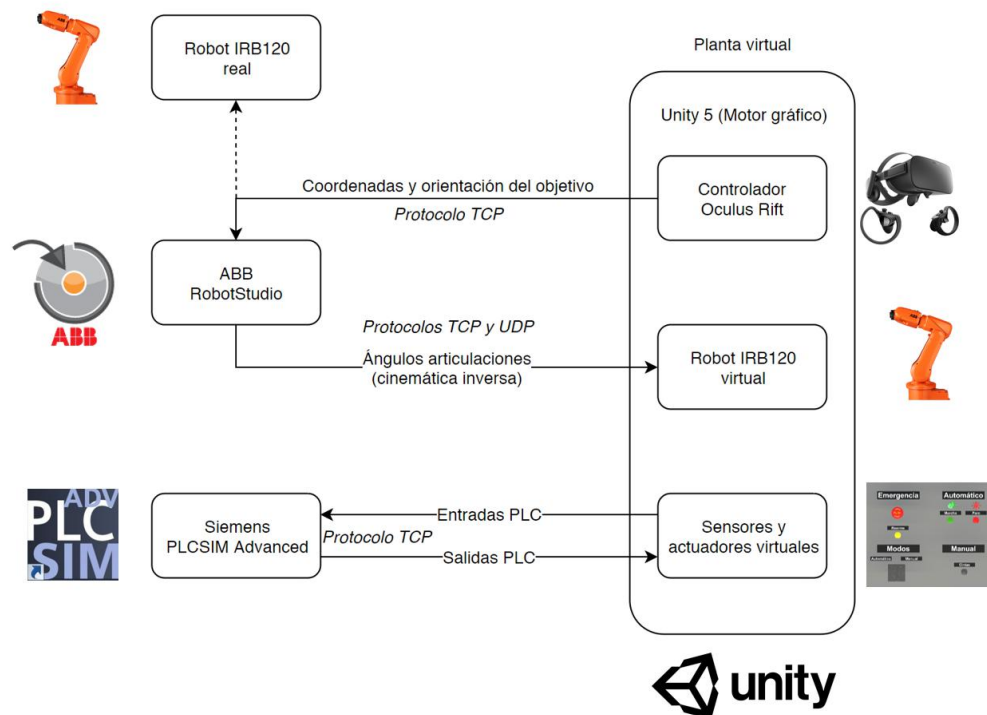 Robot IRB120
real
Planta virtual
Unity 5 (Motor gráfico)
Coordenadas y orientación del objetivo
Protocolo TCP
Controlador
Oculus Rift
ABB
ABB
RobotStudio
Protocolos TCP y UDP
Ángulos articulaciones
(cinemática inversa)
Robot IRB120
virtual
ADV
PLC
SIM
Siemens
PLCSIM Advanced
Entradas PLC
Protocolo TCP
Salidas PLC
Sensores y
actuadores virtuales
Emergencia
Automático
Modos
Manual
Automático
Manual
unity